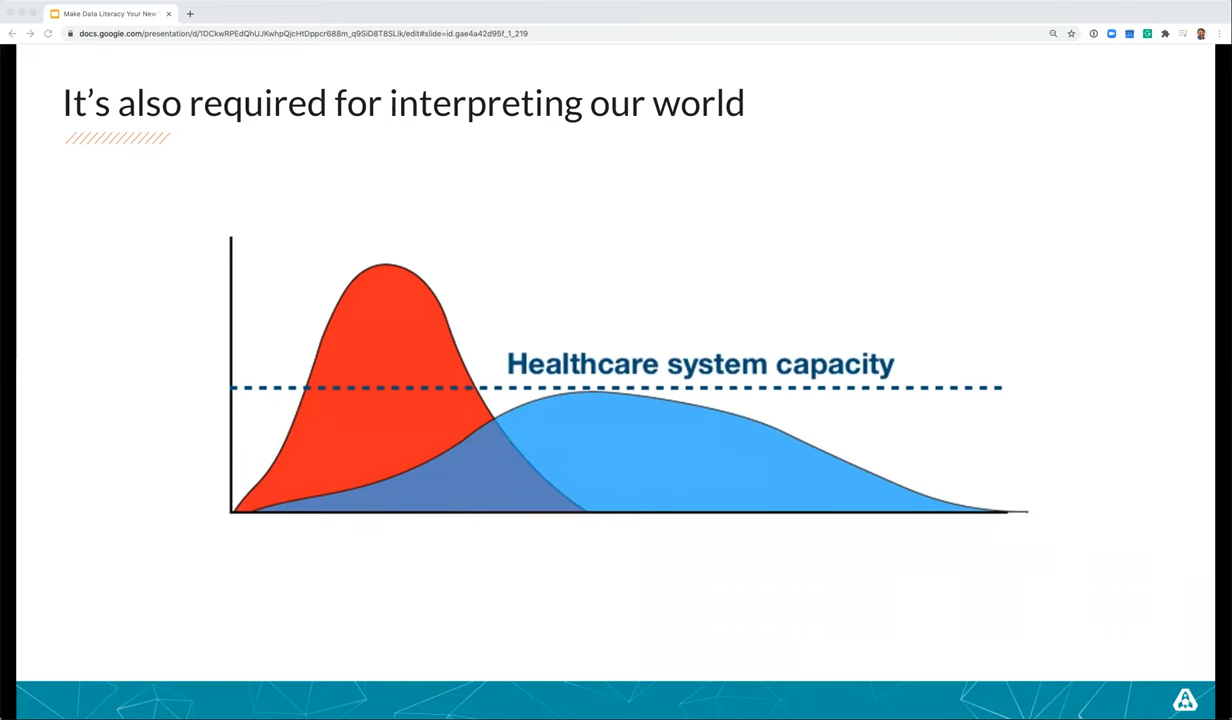 Make Data Literacy Your New
docs.google.com/presentation/d/1DCkwRPEdQhUJKwhpQjcHtDppcr688m_q9SiD8T8SLik/edit#slide=id.gae4a42d95f_1_219
It's also required for interpreting our world
Healthcare system capacity